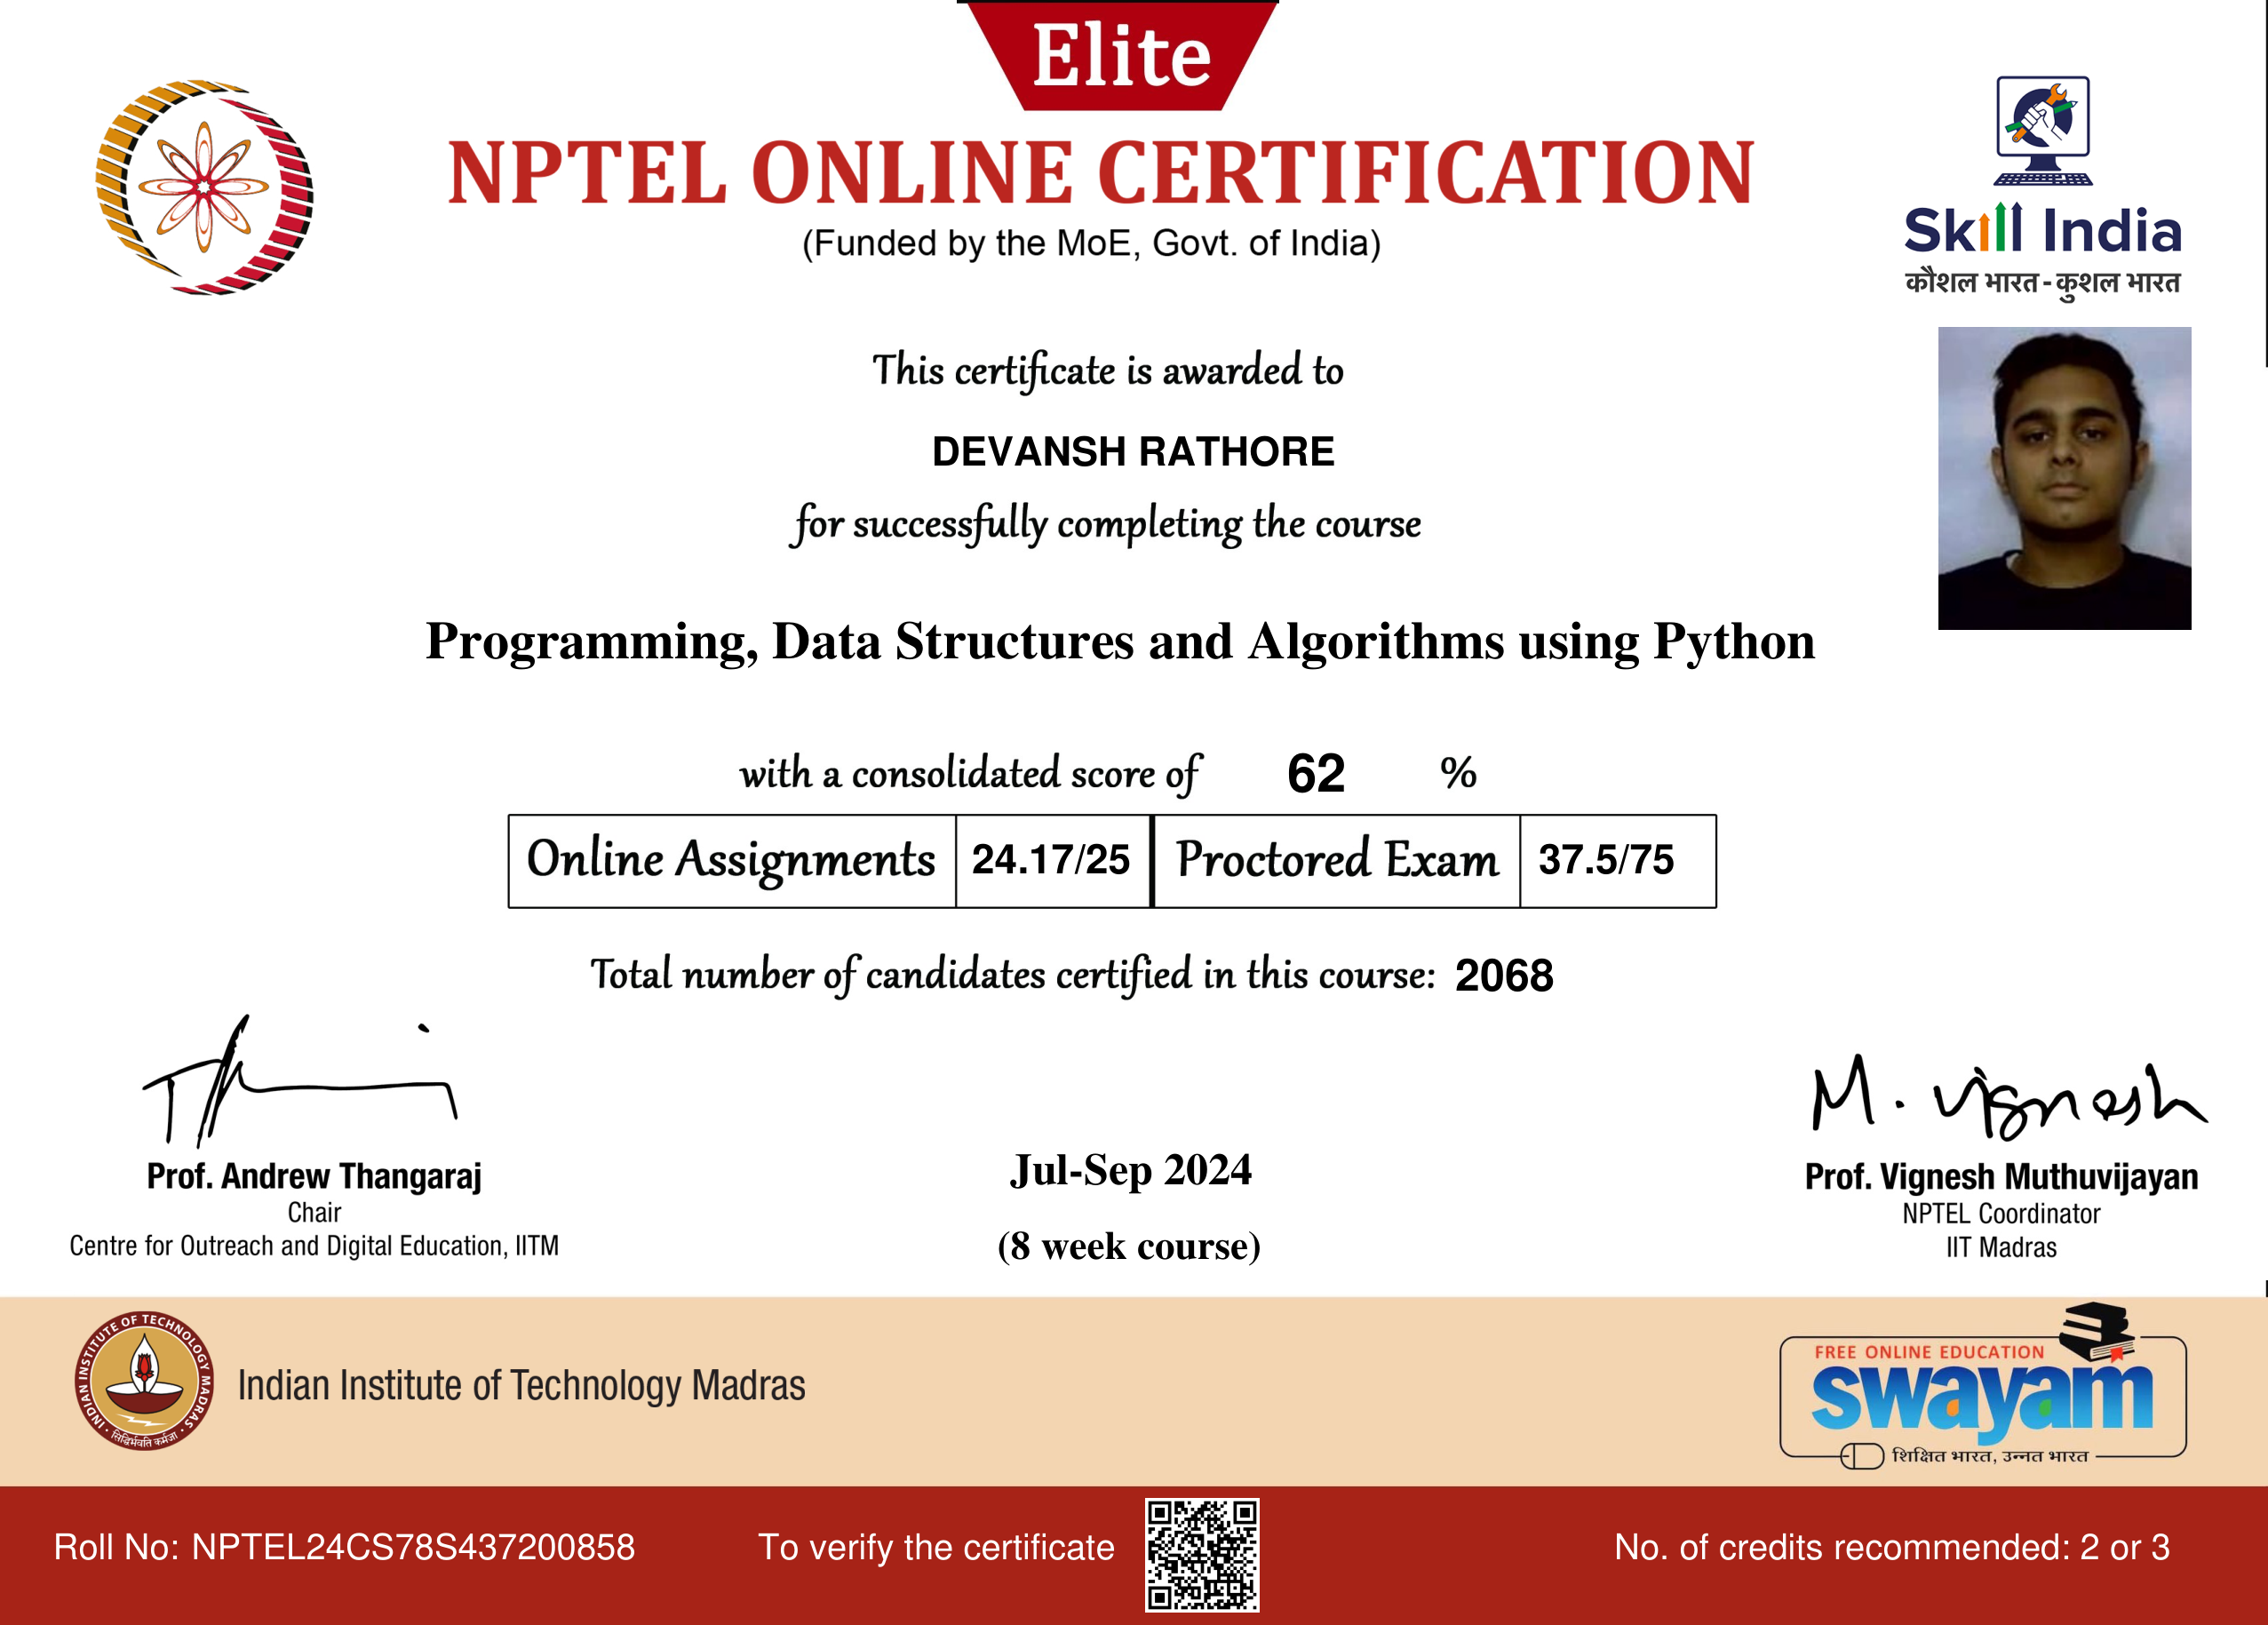 Elite
NPTEL ONLINE CERTIFICATION
(Funded by the MoE, Govt. of India)
Skill India
कौशल भारत - कुशल भारत
This certificate is awarded to
DEVANSH RATHORE
for successfully completing the course
Programming, Data Structures and Algorithms using Python
with a consolidated score of 62 %
Online Assignments 24.17/25 Proctored Exam 37.5/75
Total number of candidates certified in this course: 2068
M. Vignesh
Prof. Andrew Thangaraj
Chair
Centre for Outreach and Digital Education, IITM
Jul-Sep 2024
(8 week course)
Prof. Vignesh Muthuvijayan
NPTEL Coordinator
IIT Madras
INDIAN INSTITUTE OF TECHNOLOGY MADRAS
सिद्धिर्भवति कर्मजा
Indian Institute of Technology Madras
FREE ONLINE EDUCATION
swayam
शिक्षित भारत, उन्नत भारत
Roll No: NPTEL24CS78S437200858
To verify the certificate
No. of credits recommended: 2 or 3